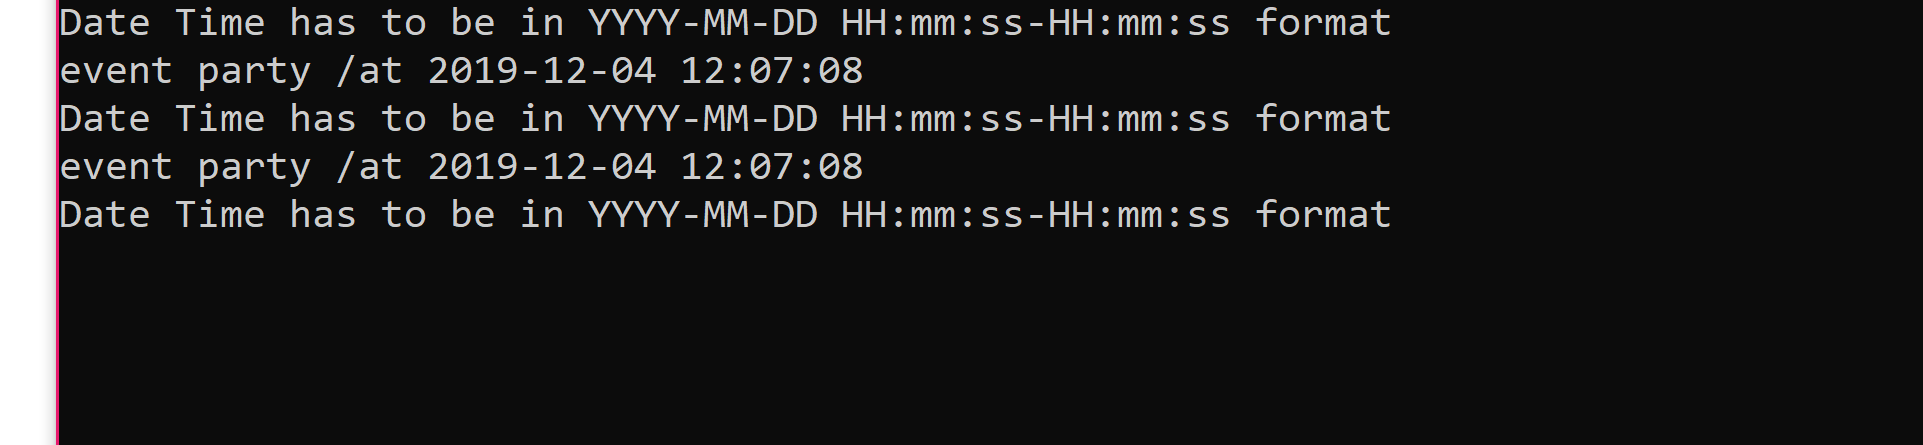 Date Time has to be in YYYY-MM-DD HH:mm:ss-HH:mm:ss format
event party /at 2019-12-04 12:07:08
Date Time has to be in YYYY-MM-DD HH:mm:ss-HH:mm:ss format
event party /at 2019-12-04 12:07:08
Date Time has to be in YYYY-MM-DD HH:mm:ss-HH:mm:ss format